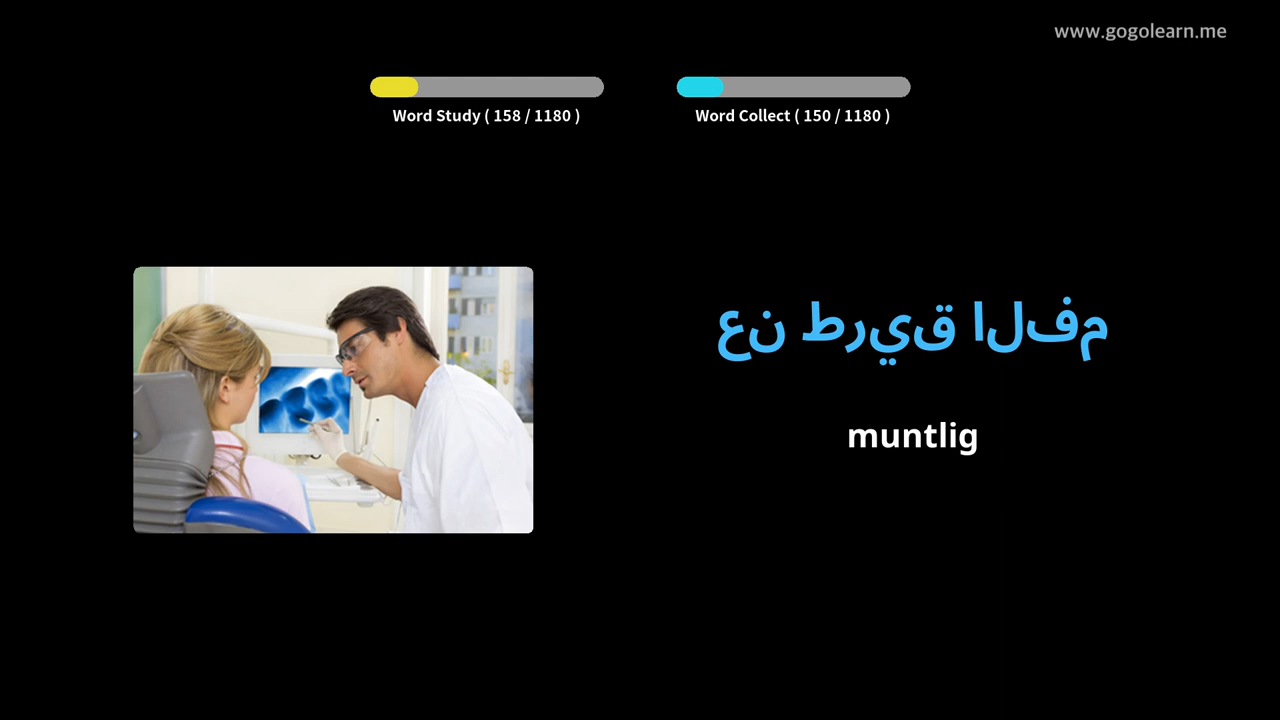 www.gogolearn.me
Word Study ( 158 / 1180 )
Word Collect ( 150 / 1180 )
عن طريق الفم
muntlig